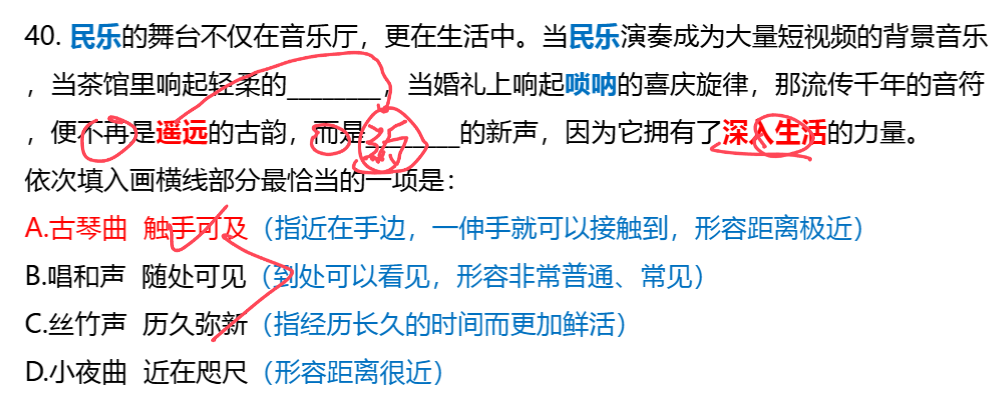 40. 民乐的舞台不仅在音乐厅，更在生活中。当民乐演奏成为大量短视频的背景音乐
，当茶馆里响起轻柔的________，当婚礼上响起唢呐的喜庆旋律，那流传千年的音符
，便不再是遥远的古韵，而是________的新声，因为它拥有了深入生活的力量。
依次填入画横线部分最恰当的一项是：
A.古琴曲 触手可及（指近在手边，一伸手就可以接触到，形容距离极近）
B.唱和声 随处可见（到处可以看见，形容非常普通、常见）
C.丝竹声 历久弥新（指经历长久的时间而更加鲜活）
D.小夜曲 近在咫尺（形容距离很近）